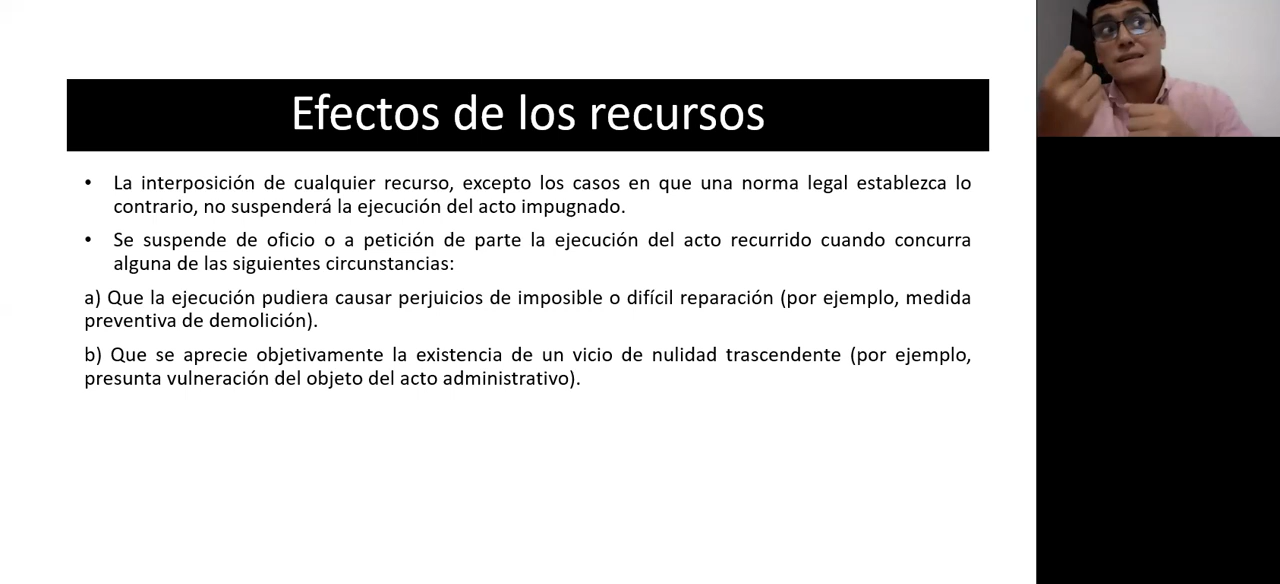 Efectos de los recursos
• La interposición de cualquier recurso, excepto los casos en que una norma legal establezca lo
contrario, no suspenderá la ejecución del acto impugnado.
• Se suspende de oficio o a petición de parte la ejecución del acto recurrido cuando concurra
alguna de las siguientes circunstancias:
a) Que la ejecución pudiera causar perjuicios de imposible o difícil reparación (por ejemplo, medida
preventiva de demolición).
b) Que se aprecie objetivamente la existencia de un vicio de nulidad trascendente (por ejemplo,
presunta vulneración del objeto del acto administrativo).